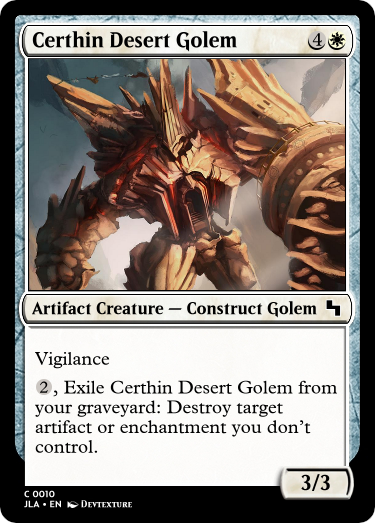 Certhin Desert Golem 4
Artifact Creature — Construct Golem
Vigilance
2, Exile Certhin Desert Golem from
your graveyard: Destroy target
artifact or enchantment you don't
control.
3/3
C 0010
JLA • EN Devtexture